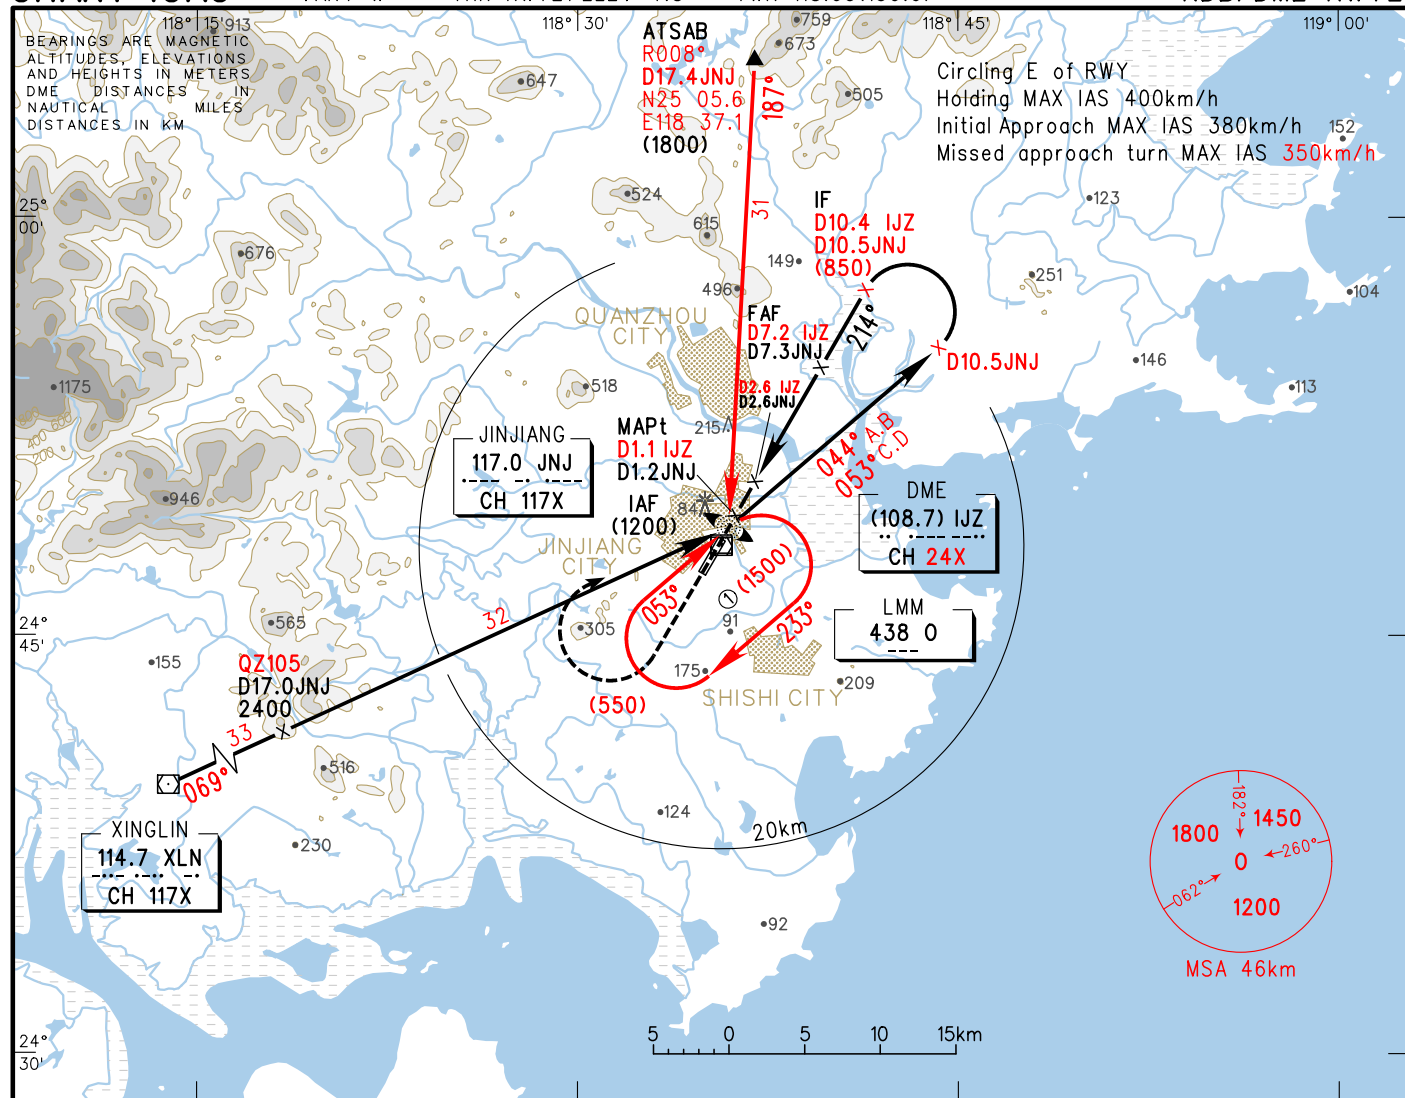 118° 15'
118° 30'
118° 45'
119° 00'
BEARINGS ARE MAGNETIC
ALTITUDES, ELEVATIONS
AND HEIGHTS IN METERS
DME DISTANCES IN
NAUTICAL MILES
DISTANCES IN KM
913
647
759
673
505
ATSAB
R008°
D17.4JNJ
N25 05.6
E118 37.1
(1800)
187°
31
Circling E of RWY
Holding MAX IAS 400km/h
Initial Approach MAX IAS 380km/h
Missed approach turn MAX IAS 350km/h
152
123
25°
00'
524
615
676
149
496
251
104
IF
D10.4 IJZ
D10.5JNJ
(850)
214°
QUANZHOU
CITY
FAF
D7.2 IJZ
D7.3JNJ
D10.5JNJ
146
113
1175
518
D2.6 IJZ
D2.6JNJ
215
MAPt
D1.1 IJZ
D1.2JNJ
044° A.B
053° C.D
JINJIANG
117.0 JNJ
CH 117X
946
84
IAF
(1200)
JINJIANG
CITY
DME
(108.7) IJZ
CH 24X
053°
1
(1500)
233°
LMM
438 O
32
305
91
565
24°
45'
155
175
SHISHI CITY
209
(550)
QZ105
D17.0JNJ
2400
33
069°
516
XINGLIN
114.7 XLN
CH 117X
230
124
20km
92
182°
1450
1800
0
260°
062°
1200
MSA 46km
5 0 5 10 15km
24°
30'